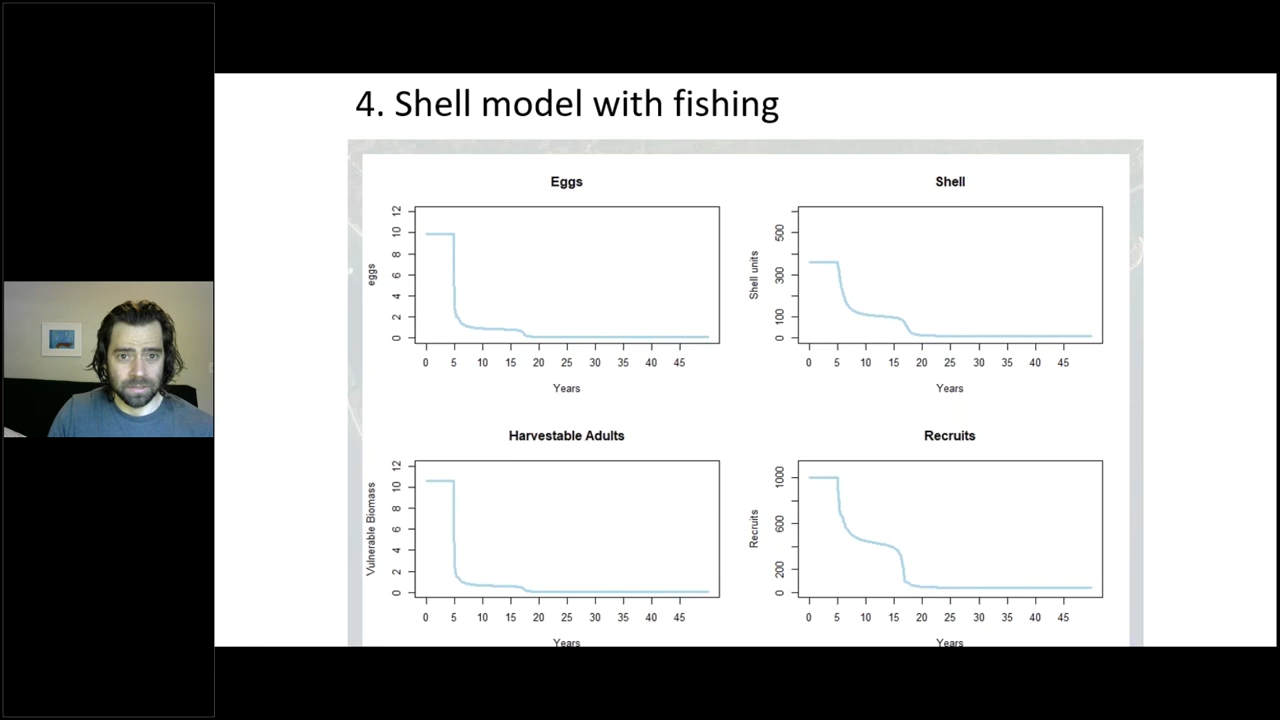 4. Shell model with fishing
Eggs
eggs
12
10
8
6
4
2
0
0 5 10 15 20 25 30 35 40 45
Years
Shell
Shell units
500
300
100
0
0 5 10 15 20 25 30 35 40 45
Years
Harvestable Adults
Vulnerable Biomass
12
10
8
6
4
2
0
0 5 10 15 20 25 30 35 40 45
Years
Recruits
Recruits
1000
600
200
0
0 5 10 15 20 25 30 35 40 45
Years